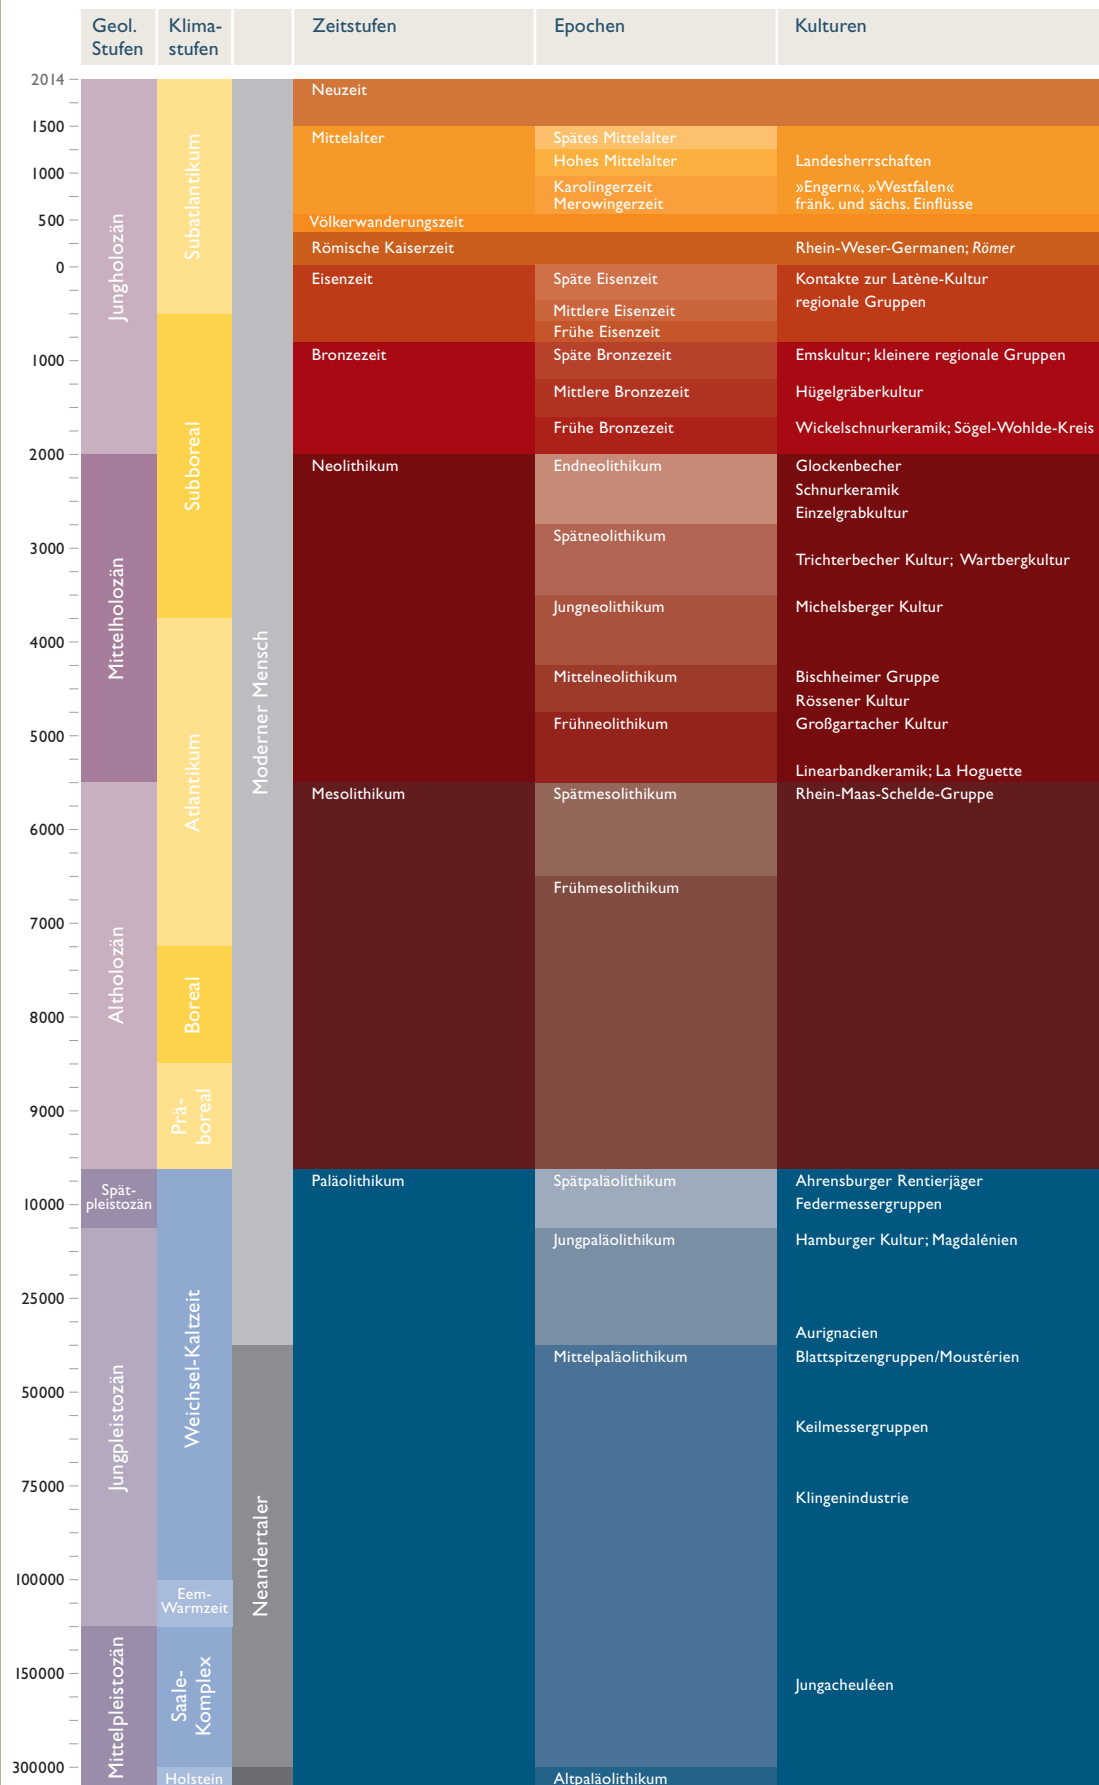 Geol. Stufen
Klima-stufen
Zeitstufen
Epochen
Kulturen
2014
1500
1000
500
0
1000
2000
3000
4000
5000
6000
7000
8000
9000
10000
25000
50000
75000
100000
150000
300000
Jungholozän
Mittelholozän
Altholozän
Spät-
pleistozän
Jungpleistozän
Mittelpleistozän
Subatlantikum
Subboreal
Atlantikum
Boreal
Prä-
boreal
Weichsel-Kaltzeit
Eem-
Warmzeit
Saale-
Komplex
Holstein
Moderner Mensch
Neandertaler
Neuzeit
Mittelalter
Völkerwanderungszeit
Römische Kaiserzeit
Eisenzeit
Bronzezeit
Neolithikum
Mesolithikum
Paläolithikum
Spätes Mittelalter
Hohes Mittelalter
Karolingerzeit
Merowingerzeit
Späte Eisenzeit
Mittlere Eisenzeit
Frühe Eisenzeit
Späte Bronzezeit
Mittlere Bronzezeit
Frühe Bronzezeit
Endneolithikum
Spätneolithikum
Jungneolithikum
Mittelneolithikum
Frühneolithikum
Spätmesolithikum
Frühmesolithikum
Spätpaläolithikum
Jungpaläolithikum
Mittelpaläolithikum
Altpaläolithikum
Landesherrschaften
»Engern«, »Westfalen«
fränk. und sächs. Einflüsse
Rhein-Weser-Germanen; Römer
Kontakte zur Latène-Kultur
regionale Gruppen
Emskultur; kleinere regionale Gruppen
Hügelgräberkultur
Wickelschnurkeramik; Sögel-Wohlde-Kreis
Glockenbecher
Schnurkeramik
Einzelgrabkultur
Trichterbecher Kultur; Wartbergkultur
Michelsberger Kultur
Bischheimer Gruppe
Rössener Kultur
Großgartacher Kultur
Linearbandkeramik; La Hoguette
Rhein-Maas-Schelde-Gruppe
Ahrensburger Rentierjäger
Federmessergruppen
Hamburger Kultur; Magdalénien
Aurignacien
Blattspitzengruppen/Moustérien
Keilmessergruppen
Klingenindustrie
Jungacheuléen